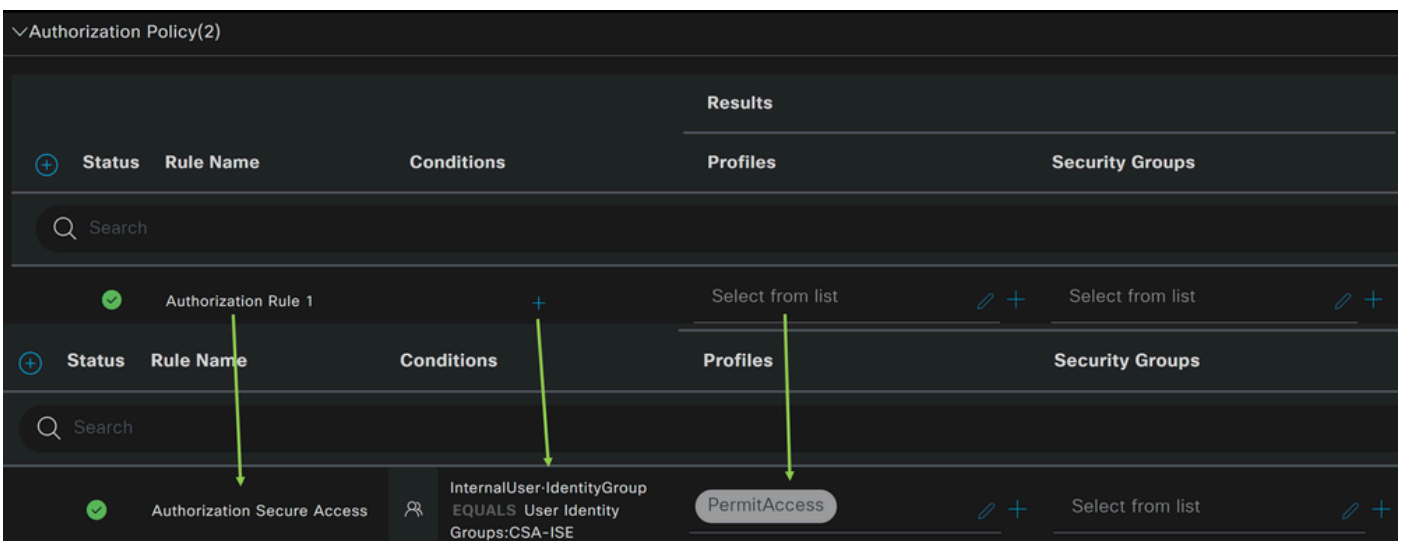 Authorization Policy(2)
Results
Status Rule Name Conditions Profiles Security Groups
Search
Authorization Rule 1 Select from list Select from list
Status Rule Name Conditions Profiles Security Groups
Search
Authorization Secure Access
InternalUser·IdentityGroup
EQUALS User Identity
Groups:CSA-ISE
PermitAccess
Select from list